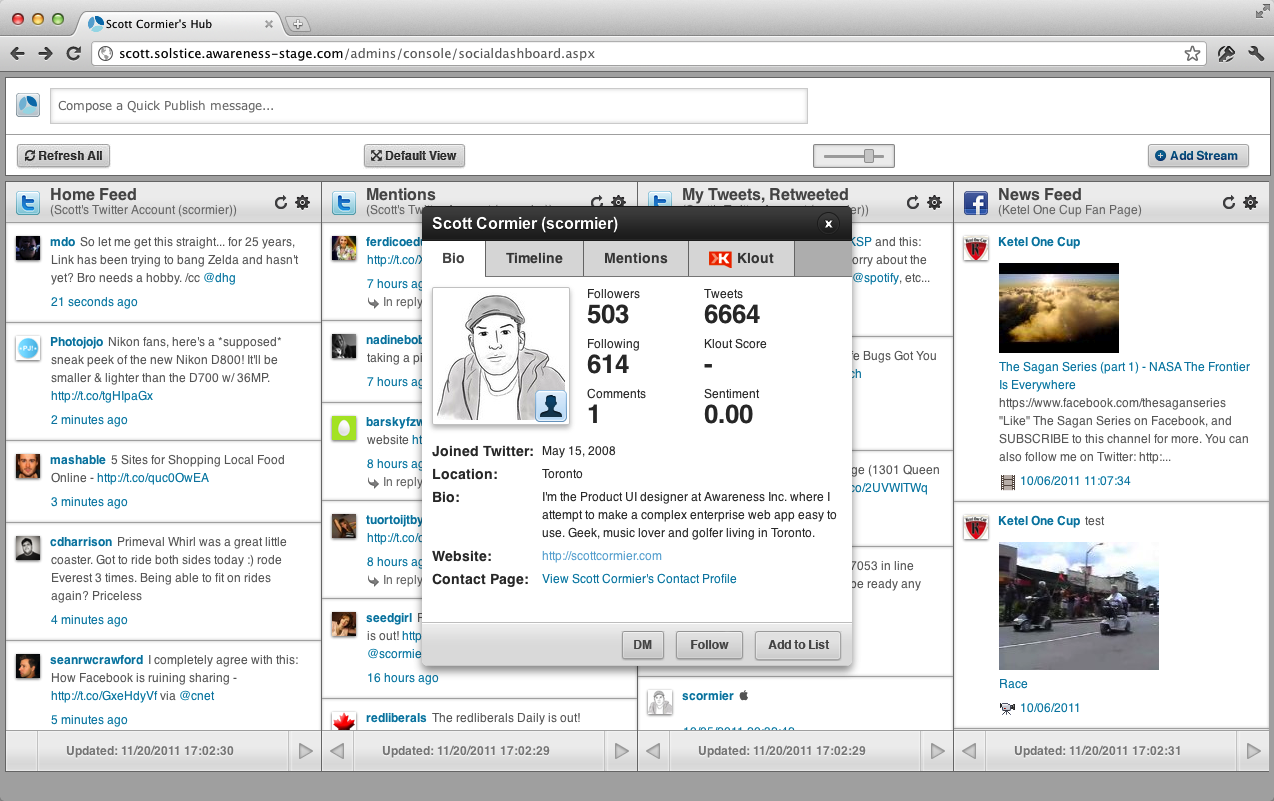 Scott Cormier's Hub
scott.solstice.awareness-stage.com/admins/console/socialdashboard.aspx
Compose a Quick Publish message...
Refresh All
Default View
Add Stream
Home Feed
(Scott's Twitter Account (scormier))
mdo So let me get this straight... for 25 years,
Link has been trying to bang Zelda and hasn't
yet? Bro needs a hobby. /cc @dhg
21 seconds ago
Photojojo Nikon fans, here's a *supposed*
sneak peek of the new Nikon D800! It'll be
smaller & lighter than the D700 w/ 36MP.
http://t.co/tgHIpaGx
2 minutes ago
mashable 5 Sites for Shopping Local Food
Online - http://t.co/quc0OwEA
3 minutes ago
cdharrison Primeval Whirl was a great little
coaster. Got to ride both sides today :) rode
Everest 3 times. Being able to fit on rides
again? Priceless
4 minutes ago
seanrwcrawford I completely agree with this:
How Facebook is ruining sharing -
http://t.co/GxeHdyVf via @cnet
5 minutes ago
Updated: 11/20/2011 17:02:30
Mentions
(Scott's Tw
ferdicoedu
http://t.co/X
7 hours ag
In reply
nadinebob
taking a pi
7 hours ag
barskyfzw
website ht
8 hours ag
In reply
tuortoijtby
http://t.co/
8 hours ag
In reply
seedgirl
is out! http
@scormie
16 hours ago
redliberals The redliberals Daily is out!
Updated: 11/20/2011 17:02:29
My Tweets, Retweeted
r))
KSP and this:
orry about the
@spotify, etc...
e Bugs Got You
ch
ge (1301 Queen
co/2UVWITWq
7053 in line
be ready any
scormier
Updated: 11/20/2011 17:02:29
News Feed
(Ketel One Cup Fan Page)
Ketel One Cup
The Sagan Series (part 1) - NASA The Frontier
Is Everywhere
https://www.facebook.com/thesaganseries
"Like" The Sagan Series on Facebook, and
SUBSCRIBE to this channel for more. You can
also follow me on Twitter: http:...
10/06/2011 11:07:34
Ketel One Cup test
Race
10/06/2011
Updated: 11/20/2011 17:02:31
Scott Cormier (scormier)
x
Bio
Timeline
Mentions
Klout
Followers
503
Tweets
6664
Following
614
Klout Score
-
Comments
1
Sentiment
0.00
Joined Twitter: May 15, 2008
Location: Toronto
Bio: I'm the Product UI designer at Awareness Inc. where I
attempt to make a complex enterprise web app easy to
use. Geek, music lover and golfer living in Toronto.
Website: http://scottcormier.com
Contact Page: View Scott Cormier's Contact Profile
DM
Follow
Add to List